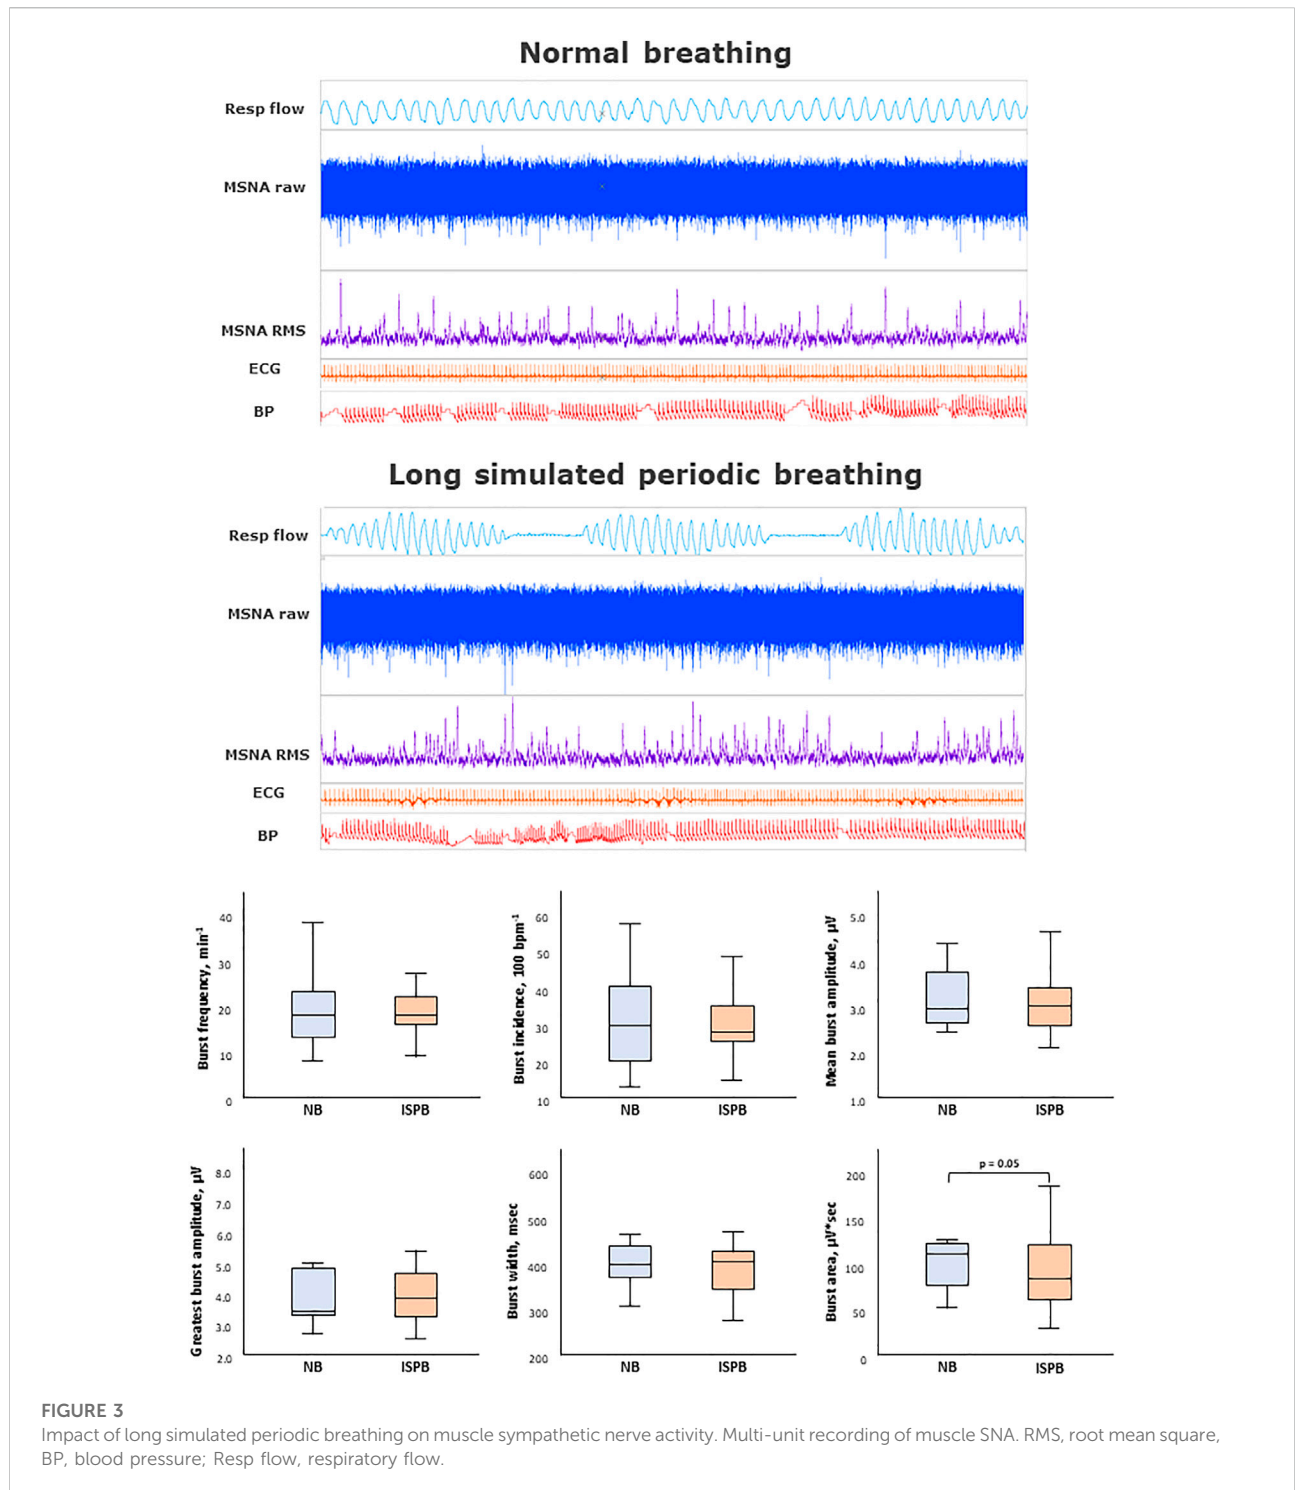 Normal breathing
Resp flow
MSNA raw
MSNA RMS
ECG
BP
Long simulated periodic breathing
Resp flow
MSNA raw
MSNA RMS
ECG
BP
Burst frequency, min⁻¹
40
30
20
10
0
NB
ISPB
Burst incidence, 100 bpm⁻¹
60
50
40
30
20
10
NB
ISPB
Mean burst amplitude, µV
5.0
4.0
3.0
2.0
1.0
NB
ISPB
Greatest burst amplitude, µV
8.0
7.0
6.0
5.0
4.0
3.0
2.0
NB
ISPB
Burst width, msec
600
500
400
300
200
NB
ISPB
Burst area, µV*sec
200
150
100
50
0
p = 0.05
NB
ISPB
FIGURE 3
Impact of long simulated periodic breathing on muscle sympathetic nerve activity. Multi-unit recording of muscle SNA. RMS, root mean square,
BP, blood pressure; Resp flow, respiratory flow.